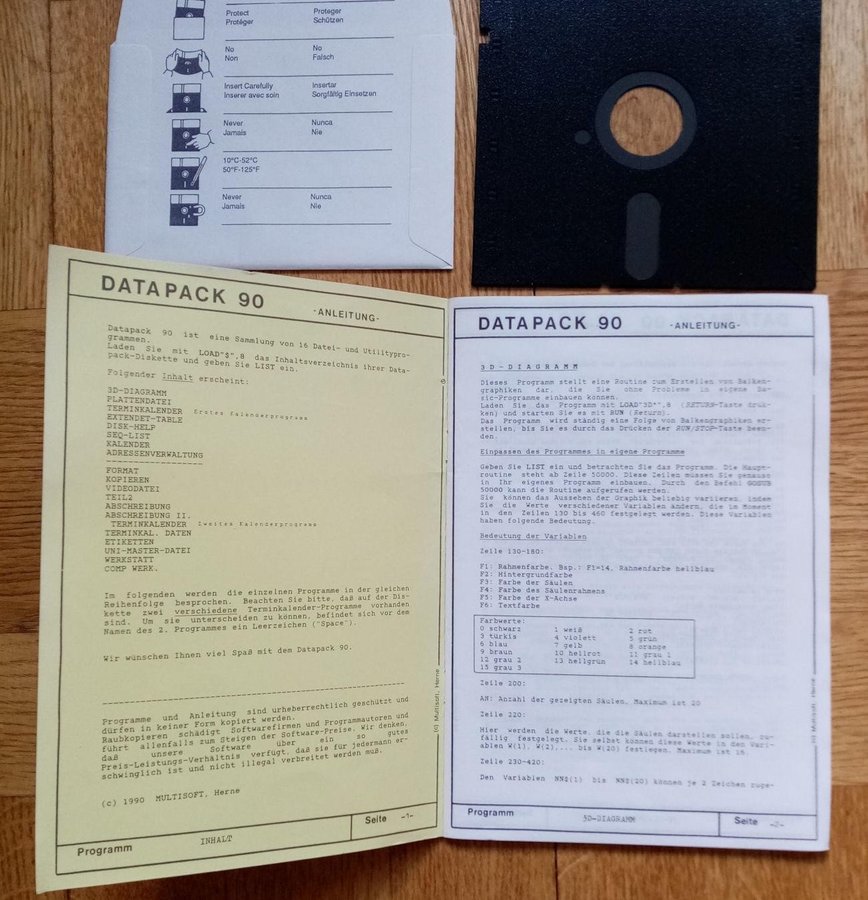 Protect Proteger
Protéger Schützen
No No
Non Falsch
Insert Carefully Insertar
Inserer avec soin Sorgfältig Einsetzen
Never Nunca
Jamais Nie
10°C-52°C
50°F-125°F
Never Nunca
Jamais Nie
DATAPACK 90 -ANLEITUNG-
Datapack 90 ist eine Sammlung von 16 Datei- und Utilitypro-
grammen.
Laden Sie mit LOAD"$",8 das Inhaltsverzeichnis ihrer Data-
pack-Diskette und geben Sie LIST ein.
Folgender Inhalt erscheint:
3D-DIAGRAMM
PLATTENDATEI
TERMINKALENDER Erstes Kalenderprogramm
EXTENDET-TABLE
DISK-HELP
SEQ-LIST
KALENDER
ADRESSENVERWALTUNG
--------------------
FORMAT
KOPIEREN
VIDEODATEI
TEIL2
ABSCHREIBUNG
ABSCHREIBUNG II.
TERMINKALENDER Zweites Kalenderprogramm
TERMINKAL. DATEN
ETIKETTEN
UNI-MASTER-DATEI
WERKSTATT
COMP WERK.
Im folgenden werden die einzelnen Programme in der gleichen
Reihenfolge besprochen. Beachten Sie bitte, daß auf der Dis-
kette zwei verschiedene Terminkalender-Programme vorhanden
sind. Um sie unterscheiden zu können, befindet sich vor dem
Namen des 2. Programmes ein Leerzeichen ("Space").
Wir wünschen Ihnen viel Spaß mit dem Datapack 90.
Programme und Anleitung sind urheberrechtlich geschützt und
dürfen in keiner Form kopiert werden.
Raubkopieren schädigt Softwarefirmen und Programmautoren und
führt allenfalls zum Steigen der Software-Preise. Wir denken,
daß unsere Software über ein so gutes
Preis-Leistungs-Verhältnis verfügt, daß sie für jedermann er-
schwinglich ist und nicht illegal verbreitet werden muß.
(c) 1990 MULTISOFT, Herne
(c) Multisoft, Herne
Programm INHALT Seite -1-
DATAPACK 90 -ANLEITUNG-
3D-DIAGRAMM
Dieses Programm stellt eine Routine zum Erstellen von Balken-
graphiken dar, die Sie ohne Probleme in eigene Ba-
sic-Programme einbauen können.
Laden Sie das Programm mit LOAD"3D*",8 (RETURN-Taste drük-
ken) und starten Sie es mit RUN (Return).
Das Programm wird ständig eine Folge von Balkengraphiken er-
stellen, bis Sie es durch das Drücken der RUN/STOP-Taste been-
den.
Einpassen des Programmes in eigene Programme
Geben Sie LIST ein und betrachten Sie das Programm. Die Haupt-
routine steht ab Zeile 50000. Diese Zeilen müssen Sie genauso
in Ihr eigenes Programm einbauen. Durch den Befehl GOSUB
50000 kann die Routine aufgerufen werden.
Sie können das Aussehen der Graphik beliebig variieren, indem
Sie die Werte verschiedener Variablen ändern, die im Moment
in den Zeilen 130 bis 460 festgelegt werden. Diese Variablen
haben folgende Bedeutung.
Bedeutung der Variablen
Zeile 130-180:
F1: Rahmenfarbe, Bsp.: F1=14, Rahmenfarbe hellblau
F2: Hintergrundfarbe
F3: Farbe der Säulen
F4: Farbe des Säulenrahmens
F5: Farbe der X-Achse
F6: Textfarbe
Farbwerte:
0 schwarz 1 weiß 2 rot
3 türkis 4 violett 5 grün
6 blau 7 gelb 8 orange
9 braun 10 hellrot 11 grau 1
12 grau 2 13 hellgrün 14 hellblau
15 grau 3
Zeile 200:
AN: Anzahl der gezeigten Säulen. Maximum ist 20
Zeile 220:
Hier werden die Werte, die die Säulen darstellen sollen, zu-
fällig festgelegt. Sie selbst können diese Werte in den Vari-
ablen W(1), W(2),... bis W(20) festlegen. Maximum ist 16.
Zeile 230-420:
Den Variablen NN$(1) bis NN$(20) können je 2 Zeichen zuge-
(c) Multisoft, Herne
Programm 3D-DIAGRAMM Seite -2-